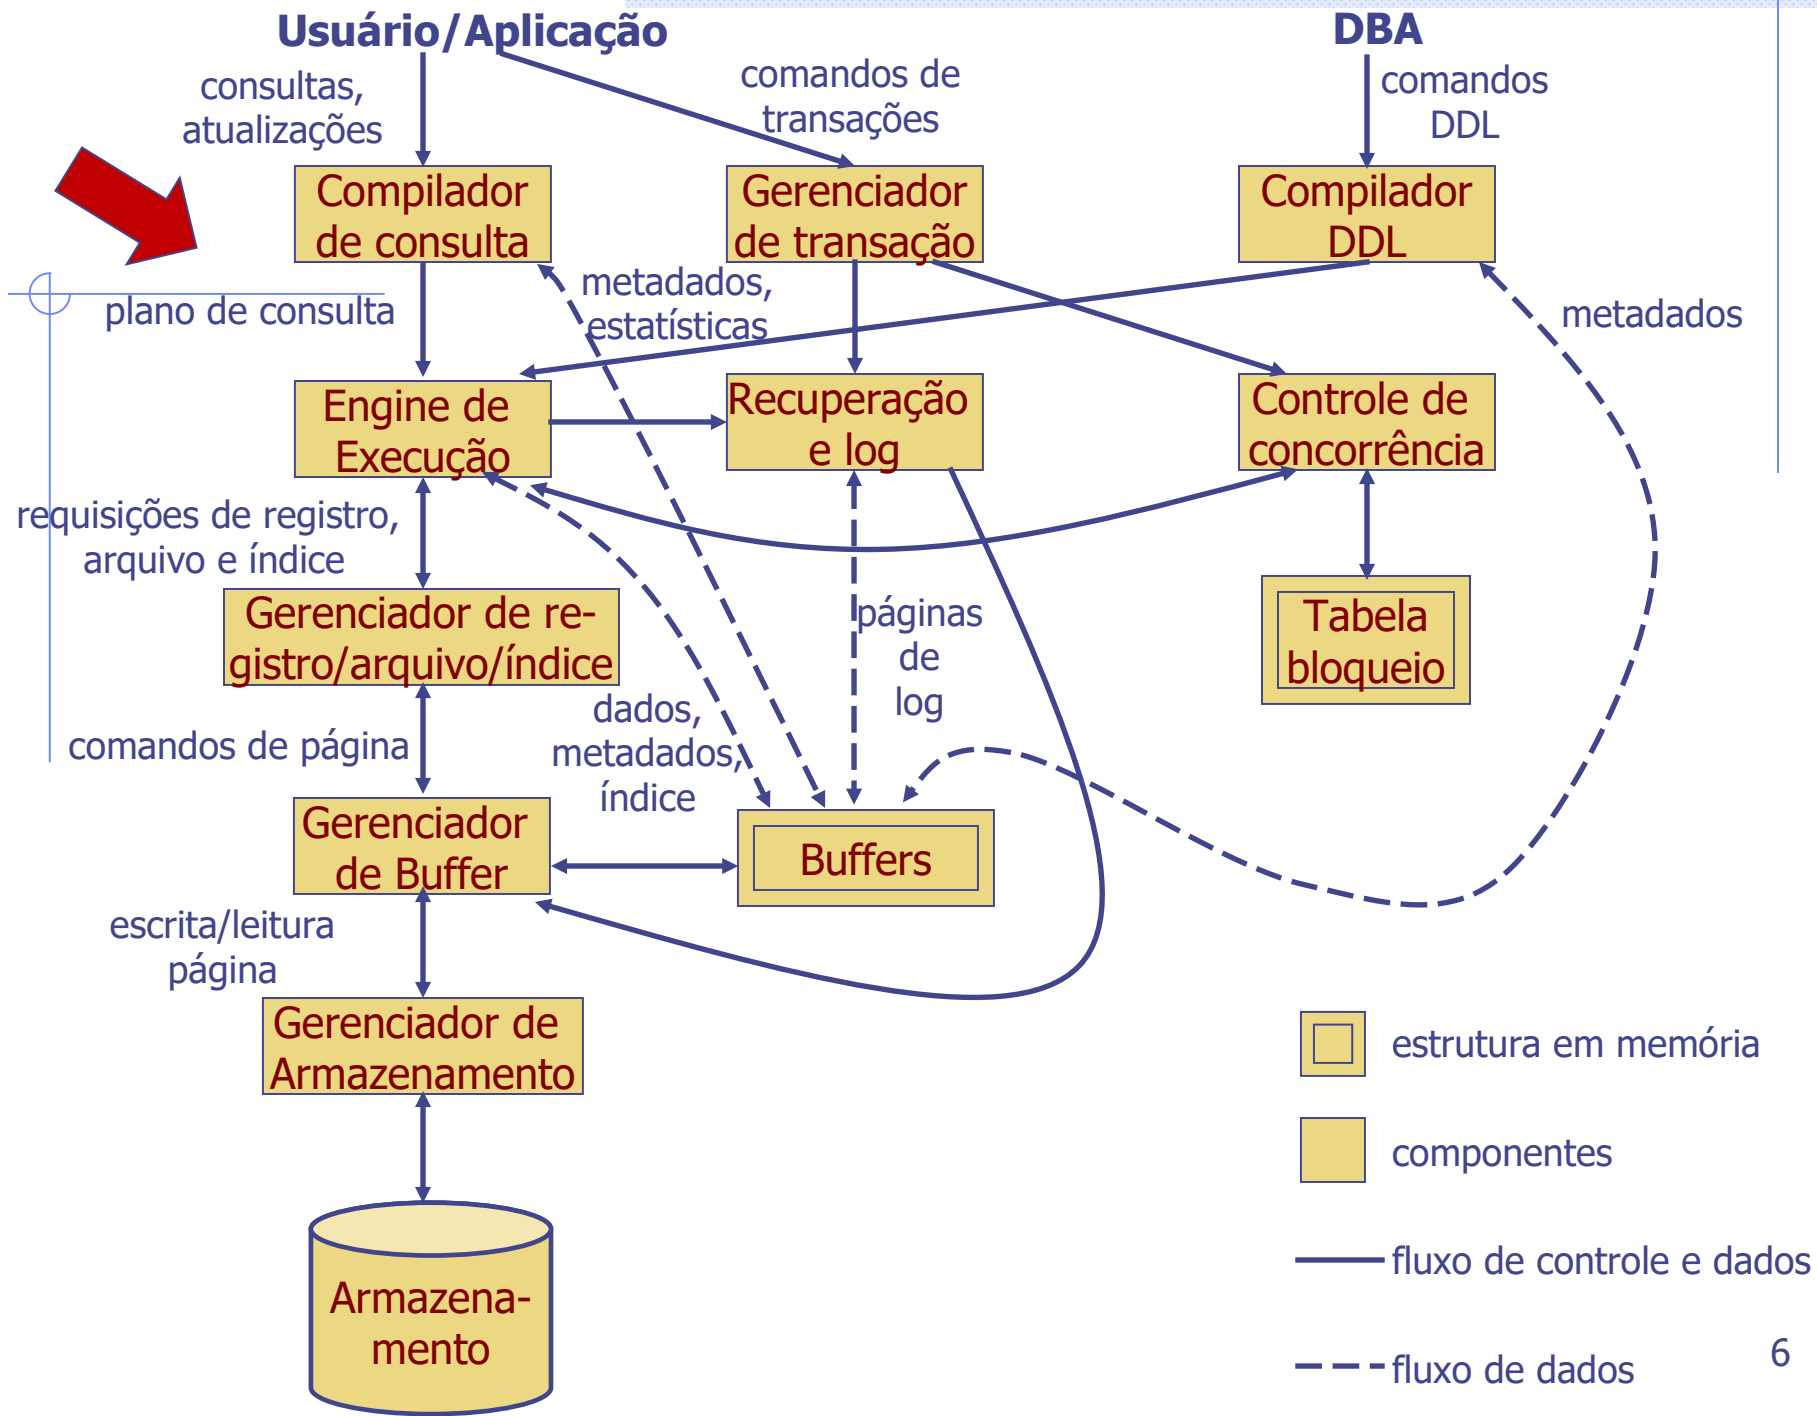 Usuário/Aplicação
DBA
consultas,
atualizações
comandos de
transações
comandos
DDL
Compilador
de consulta
Gerenciador
de transação
Compilador
DDL
plano de consulta
metadados,
estatísticas
metadados
Engine de
Execução
Recuperação
e log
Controle de
concorrência
requisições de registro,
arquivo e índice
Gerenciador de re-
gistro/arquivo/índice
páginas
de
log
Tabela
bloqueio
comandos de página
dados,
metadados,
índice
Gerenciador
de Buffer
Buffers
escrita/leitura
página
Gerenciador de
Armazenamento
Armazena-
mento
estrutura em memória
componentes
fluxo de controle e dados
fluxo de dados
6